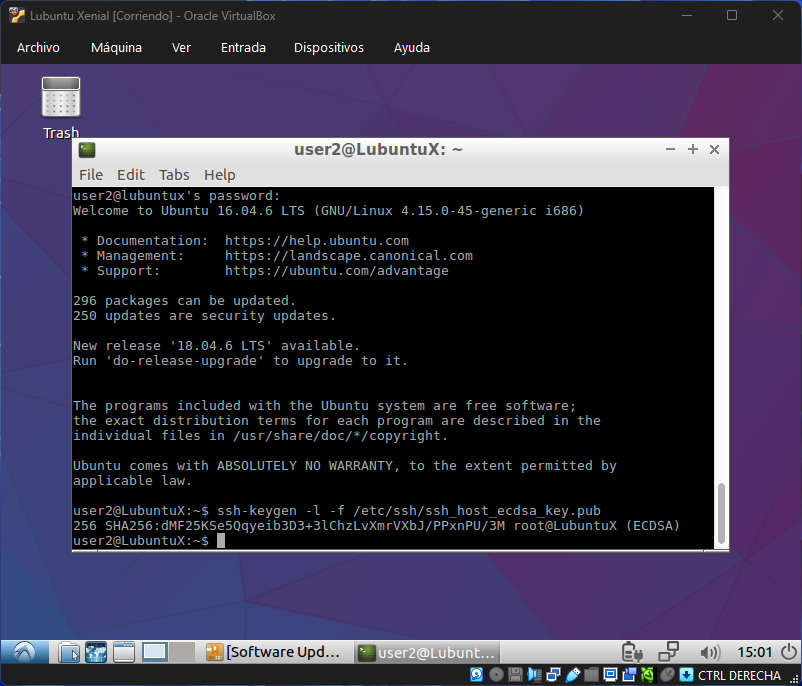 Lubuntu Xenial [Corriendo] - Oracle VirtualBox
Archivo Máquina Ver Entrada Dispositivos Ayuda
Trash
user2@LubuntuX: ~
File Edit Tabs Help
user2@lubuntux's password:
Welcome to Ubuntu 16.04.6 LTS (GNU/Linux 4.15.0-45-generic i686)
* Documentation: https://help.ubuntu.com
* Management: https://landscape.canonical.com
* Support: https://ubuntu.com/advantage
296 packages can be updated.
250 updates are security updates.
New release '18.04.6 LTS' available.
Run 'do-release-upgrade' to upgrade to it.
The programs included with the Ubuntu system are free software;
the exact distribution terms for each program are described in the
individual files in /usr/share/doc/*/copyright.
Ubuntu comes with ABSOLUTELY NO WARRANTY, to the extent permitted by
applicable law.
user2@LubuntuX:~$ ssh-keygen -l -f /etc/ssh/ssh_host_ecdsa_key.pub
256 SHA256:dMF25KSe5Qqyeib3D3+3lChzLvXmrVXbJ/PPxnPU/3M root@LubuntuX (ECDSA)
user2@LubuntuX:~$
[Software Upd... user2@Lubunt... 15:01
CTRL DERECHA